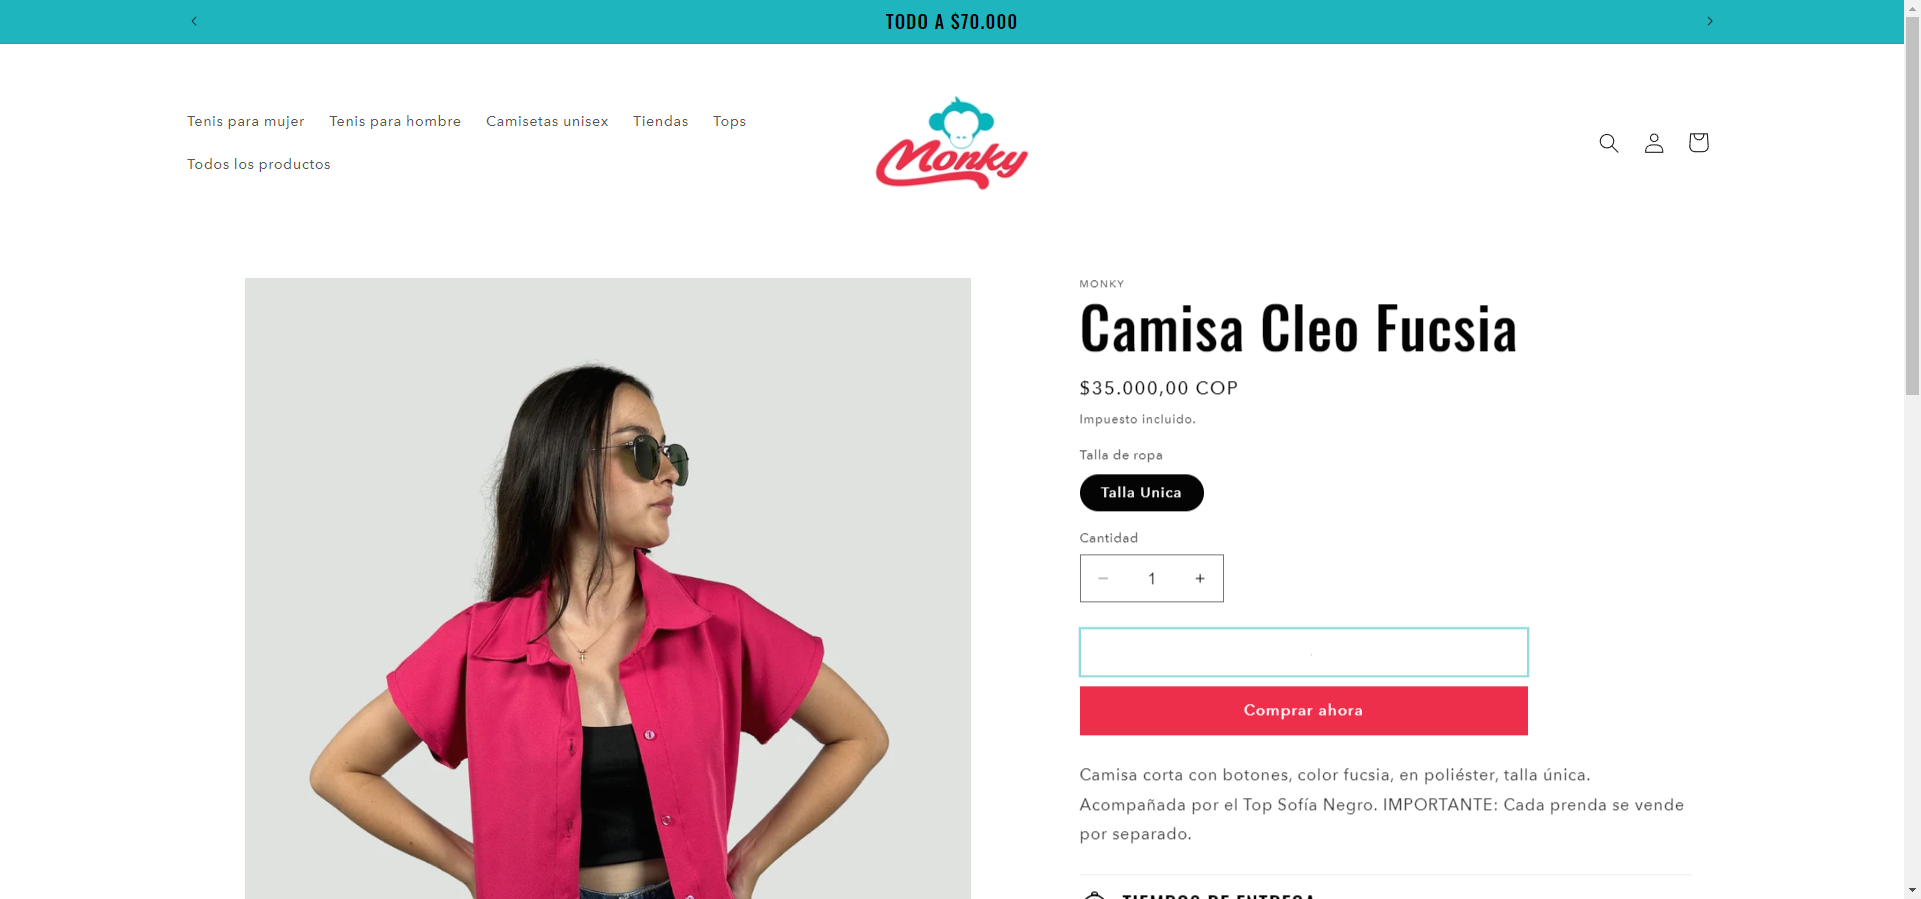 TODO A $70.000
Tenis para mujer
Tenis para hombre
Camisetas unisex
Tiendas
Tops
Todos los productos
Monky
MONKY
Camisa Cleo Fucsia
$35.000,00 COP
Impuesto incluido.
Talla de ropa
Talla Unica
Cantidad
1
Comprar ahora
Camisa corta con botones, color fucsia, en poliéster, talla única.
Acompañada por el Top Sofía Negro. IMPORTANTE: Cada prenda se vende
por separado.
TIEMPOS DE ENTREGA